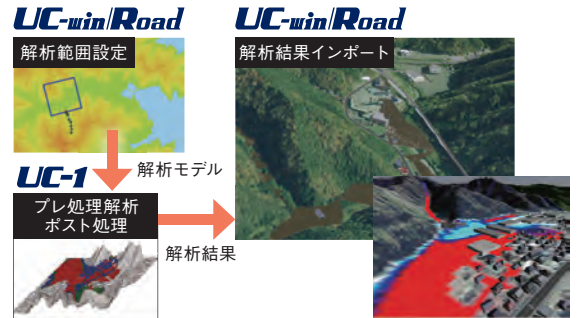 UC-win/Road
解析範囲設定
UC-win/Road
解析結果インポート
解析モデル
UC-1
プレ処理解析
ポスト処理
解析結果